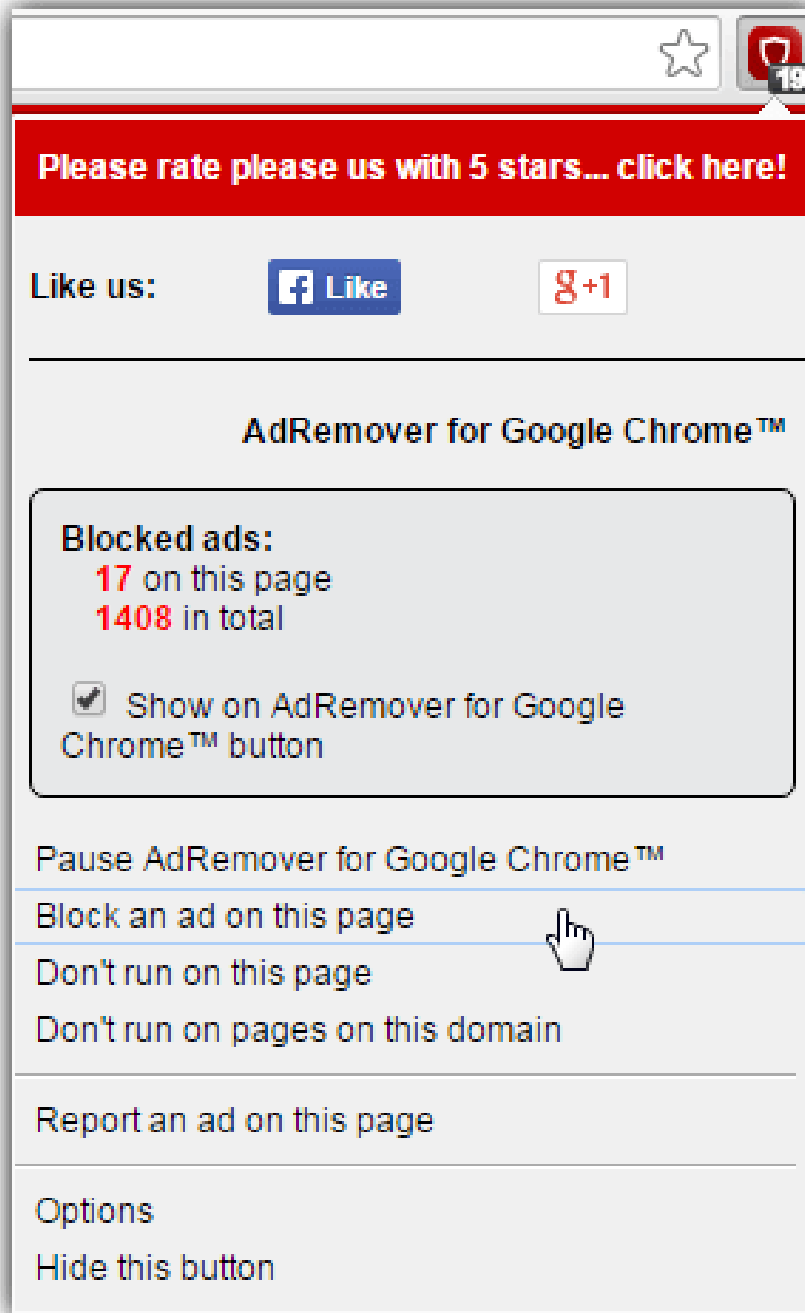 19
Please rate please us with 5 stars... click here!
Like us:
f Like
g+1
AdRemover for Google Chrome™
Blocked ads:
17 on this page
1408 in total
Show on AdRemover for Google
Chrome™ button
Pause AdRemover for Google Chrome™
Block an ad on this page
Don't run on this page
Don't run on pages on this domain
Report an ad on this page
Options
Hide this button